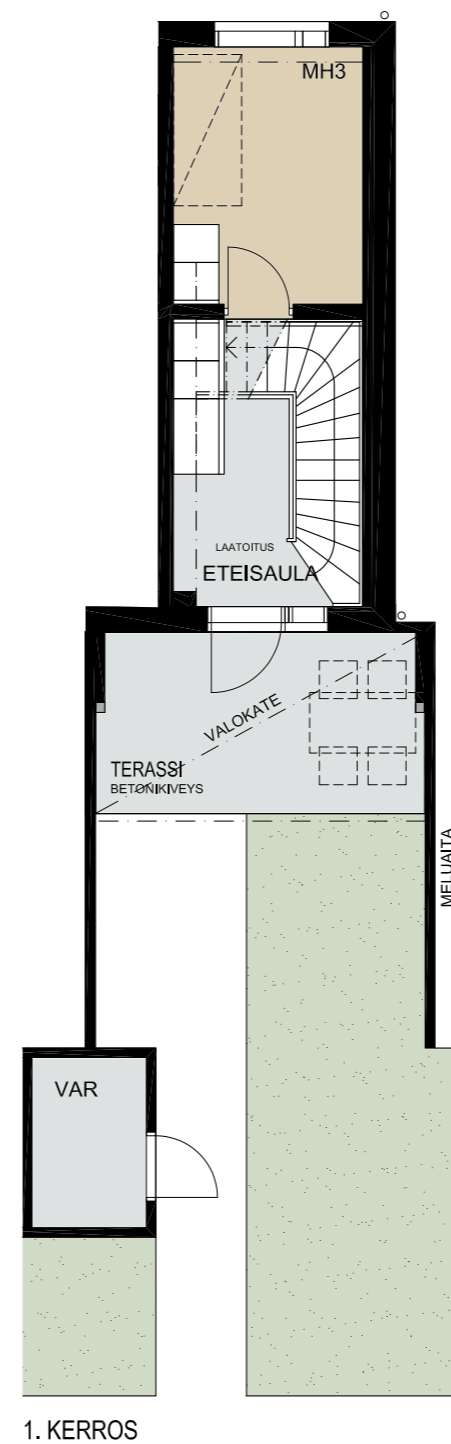 MH3
LAATOITUS
ETEISAULA
VALOKATE
TERASSI
BETONIKIVEYS
MELUAITA
VAR
1. KERROS